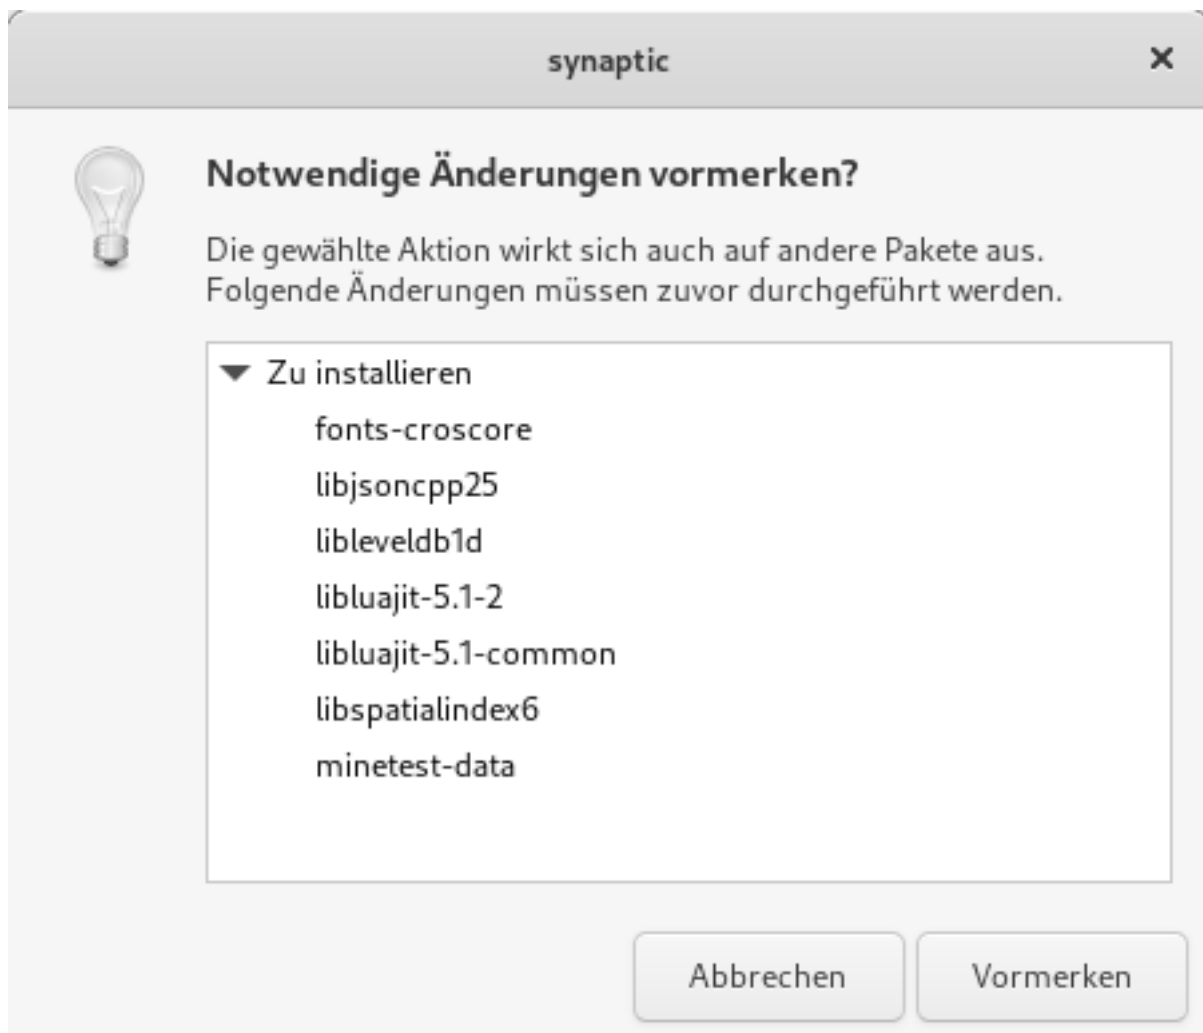 synaptic
Notwendige Änderungen vormerken?
Die gewählte Aktion wirkt sich auch auf andere Pakete aus.
Folgende Änderungen müssen zuvor durchgeführt werden.
Zu installieren
fonts-croscore
libjsoncpp25
libleveldb1d
libluajit-5.1-2
libluajit-5.1-common
libspatialindex6
minetest-data
Abbrechen
Vormerken